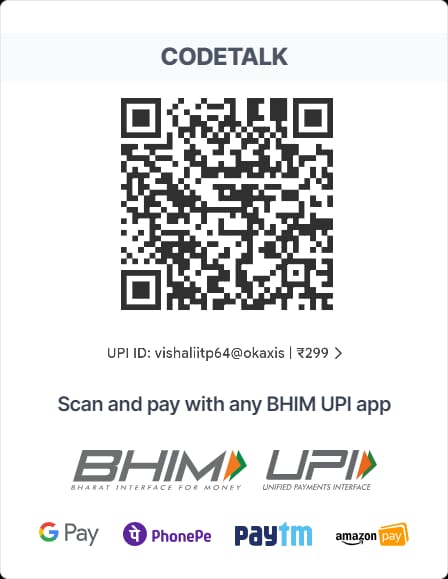 CODETALK
UPI ID: vishaliitp64@okaxis | ₹299 >
Scan and pay with any BHIM UPI app
BHIM UPI
BHARAT INTERFACE FOR MONEY UNIFIED PAYMENTS INTERFACE
G Pay पे PhonePe paytm amazon pay